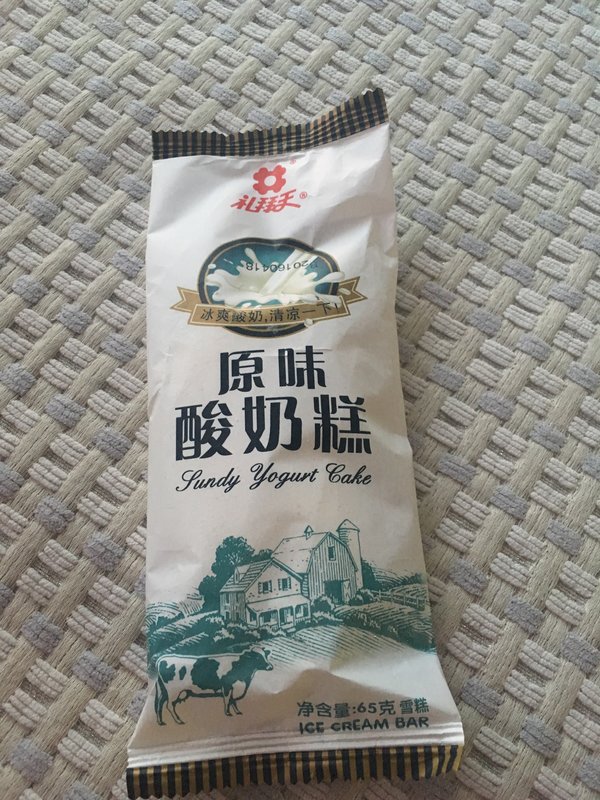 礼拜天®
20160418
冰爽酸奶,清凉一下!
原味
酸奶糕
Sundy Yogurt Cake
净含量:65克 雪糕
ICE CREAM BAR